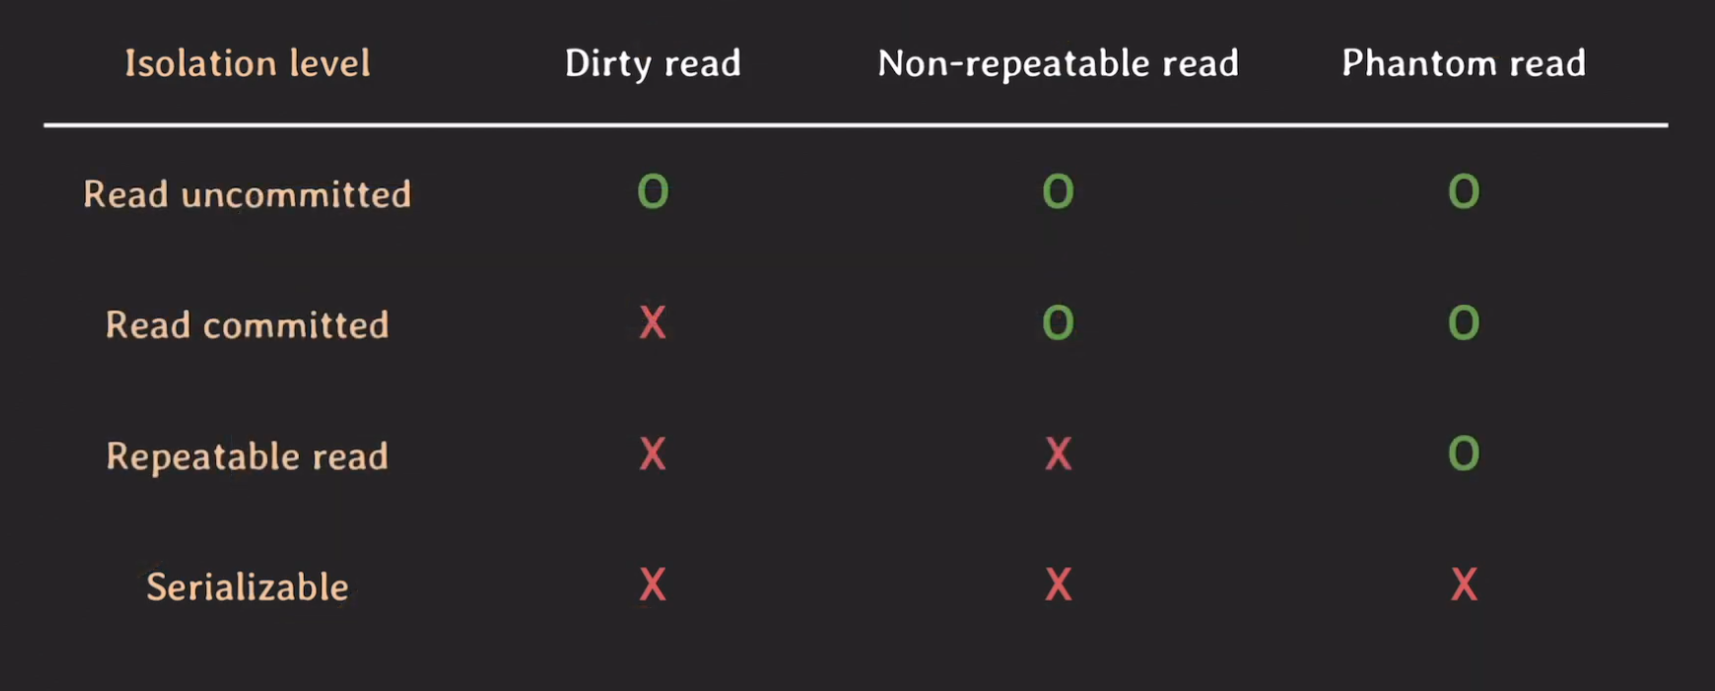 Isolation level Dirty read Non-repeatable read Phantom read
Read uncommitted O O O
Read committed X O O
Repeatable read X X O
Serializable X X X